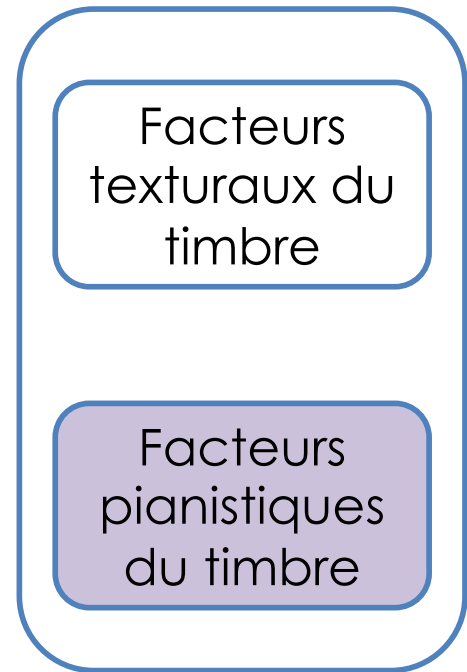 Facteurs
texturaux du
timbre
Facteurs
pianistiques
du timbre